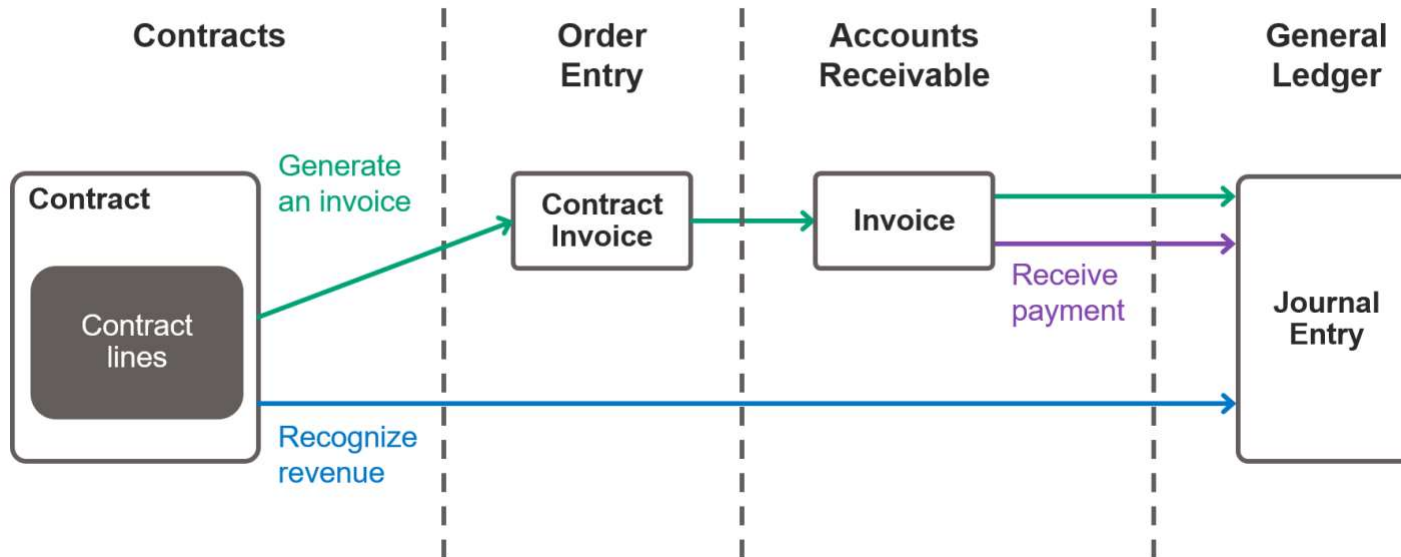 Contracts
Order
Entry
Accounts
Receivable
General
Ledger
Contract
Contract
lines
Generate
an invoice
Contract
Invoice
Invoice
Receive
payment
Recognize
revenue
Journal
Entry